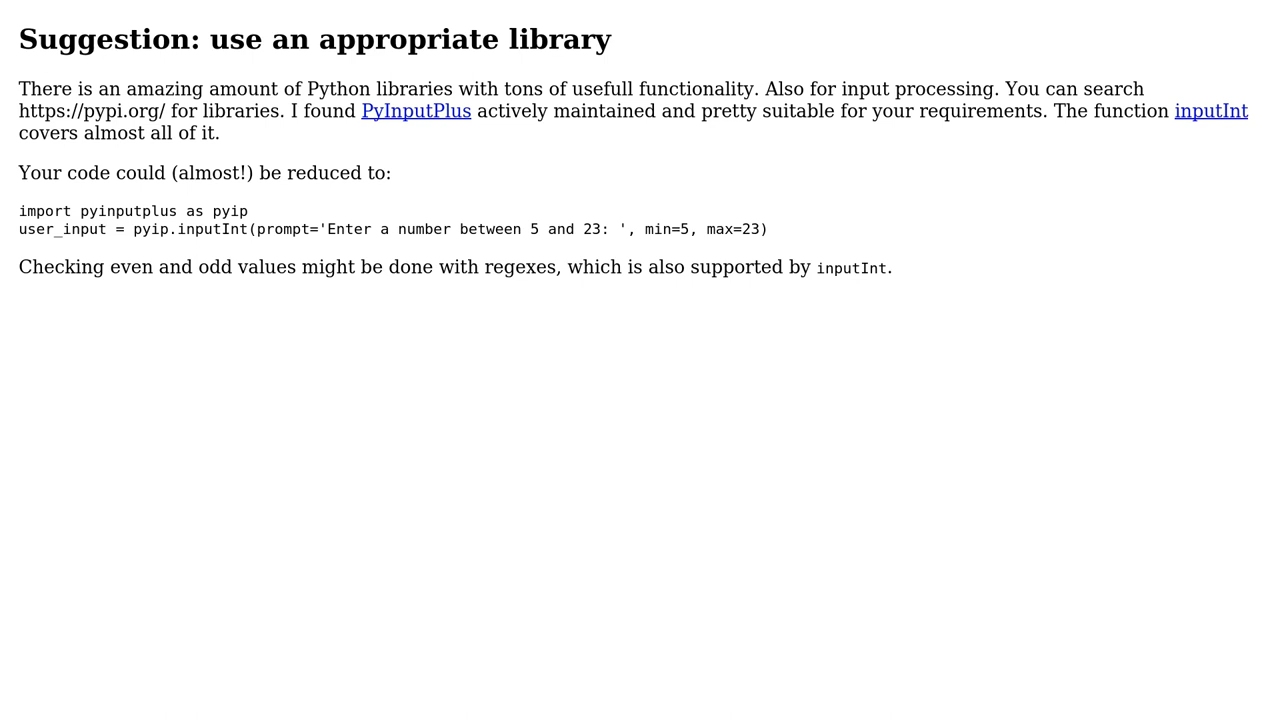 Suggestion: use an appropriate library
There is an amazing amount of Python libraries with tons of usefull functionality. Also for input processing. You can search
https://pypi.org/ for libraries. I found PyInputPlus actively maintained and pretty suitable for your requirements. The function inputInt
covers almost all of it.
Your code could (almost!) be reduced to:
import pyinputplus as pyip
user_input = pyip.inputInt(prompt='Enter a number between 5 and 23: ', min=5, max=23)
Checking even and odd values might be done with regexes, which is also supported by inputInt.